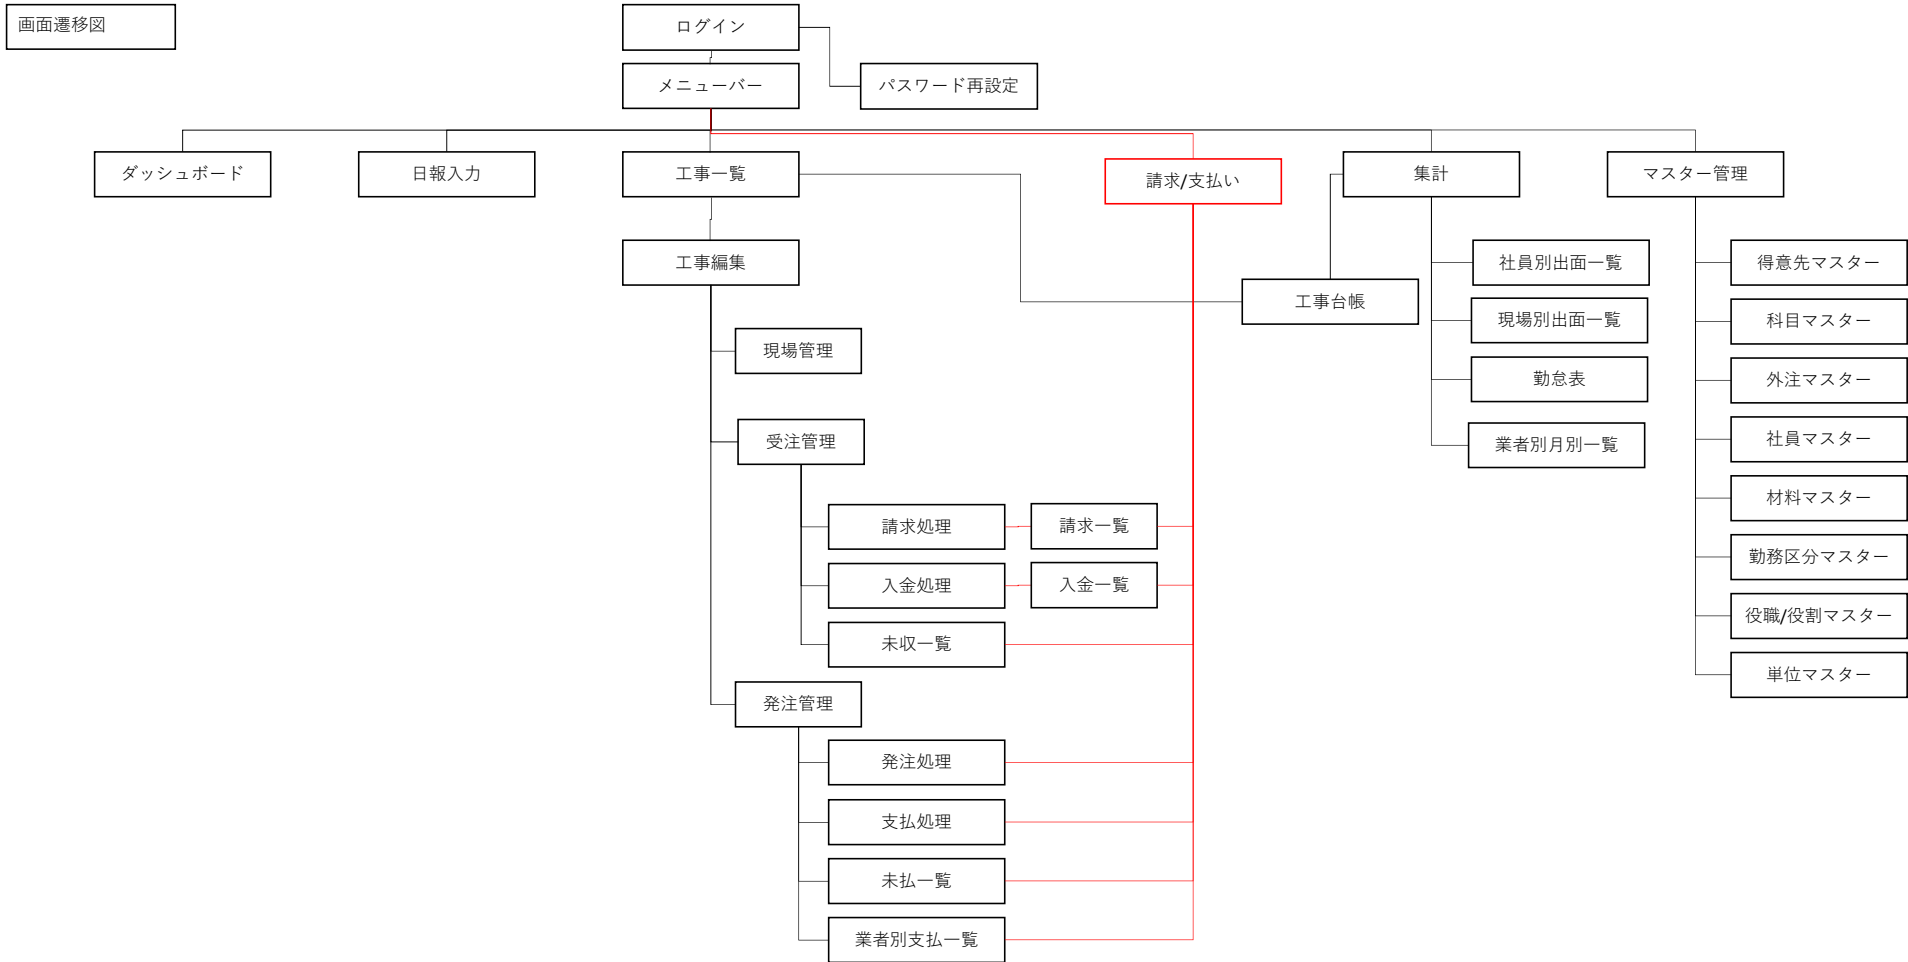 画面遷移図
ログイン
メニューバー
パスワード再設定
ダッシュボード
日報入力
工事一覧
請求/支払い
集計
マスター管理
工事編集
社員別出面一覧
得意先マスター
工事台帳
現場別出面一覧
科目マスター
現場管理
勤怠表
外注マスター
受注管理
業者別月別一覧
社員マスター
材料マスター
請求処理
請求一覧
勤務区分マスター
入金処理
入金一覧
役職/役割マスター
未収一覧
単位マスター
発注管理
発注処理
支払処理
未払一覧
業者別支払一覧